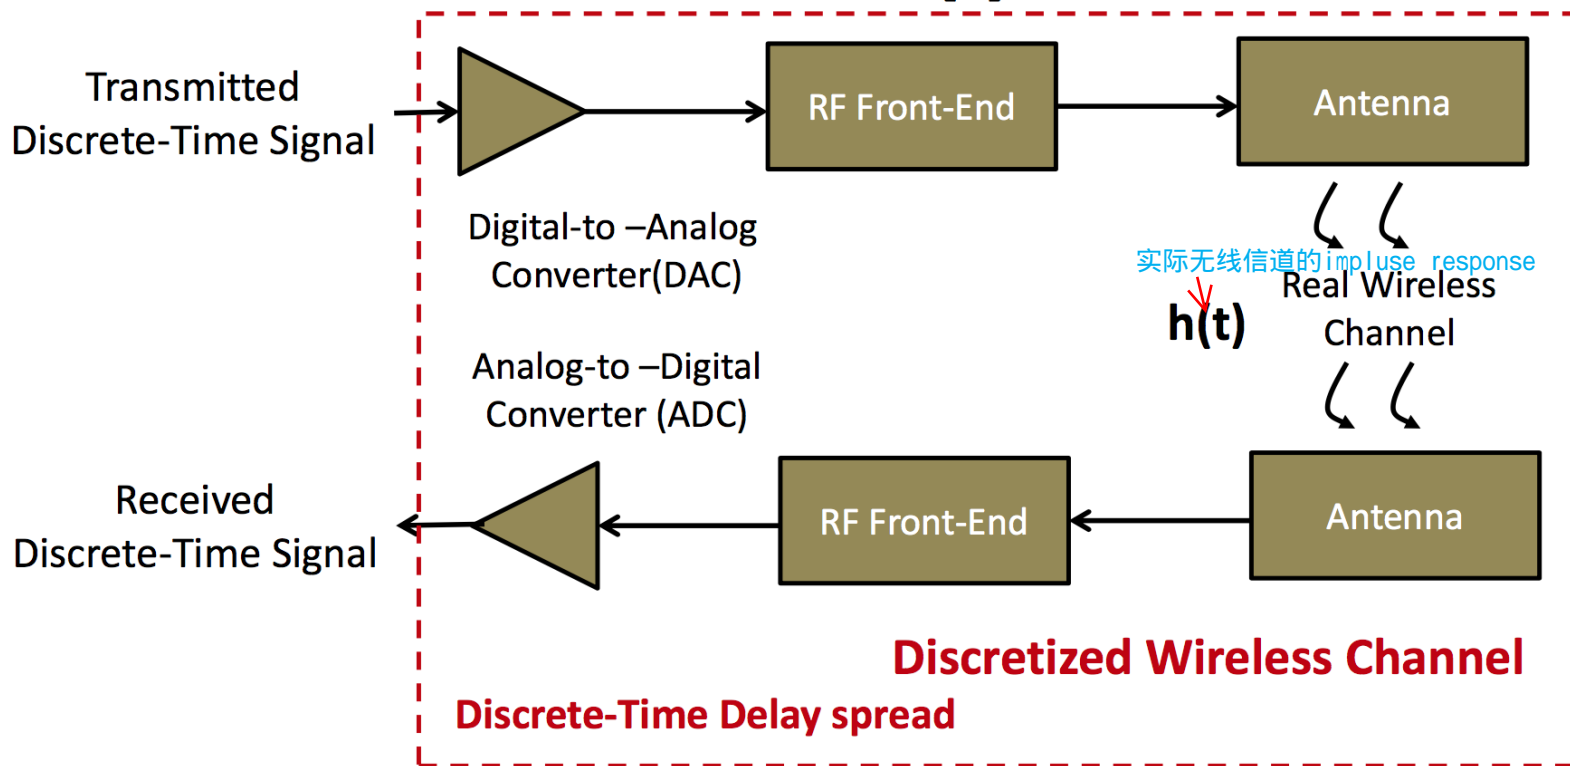 Transmitted
Discrete-Time Signal
RF Front-End
Antenna
Digital-to –Analog
Converter(DAC)
实际无线信道的impluse response
h(t)
Real Wireless
Channel
Analog-to –Digital
Converter (ADC)
Received
Discrete-Time Signal
RF Front-End
Antenna
Discretized Wireless Channel
Discrete-Time Delay spread